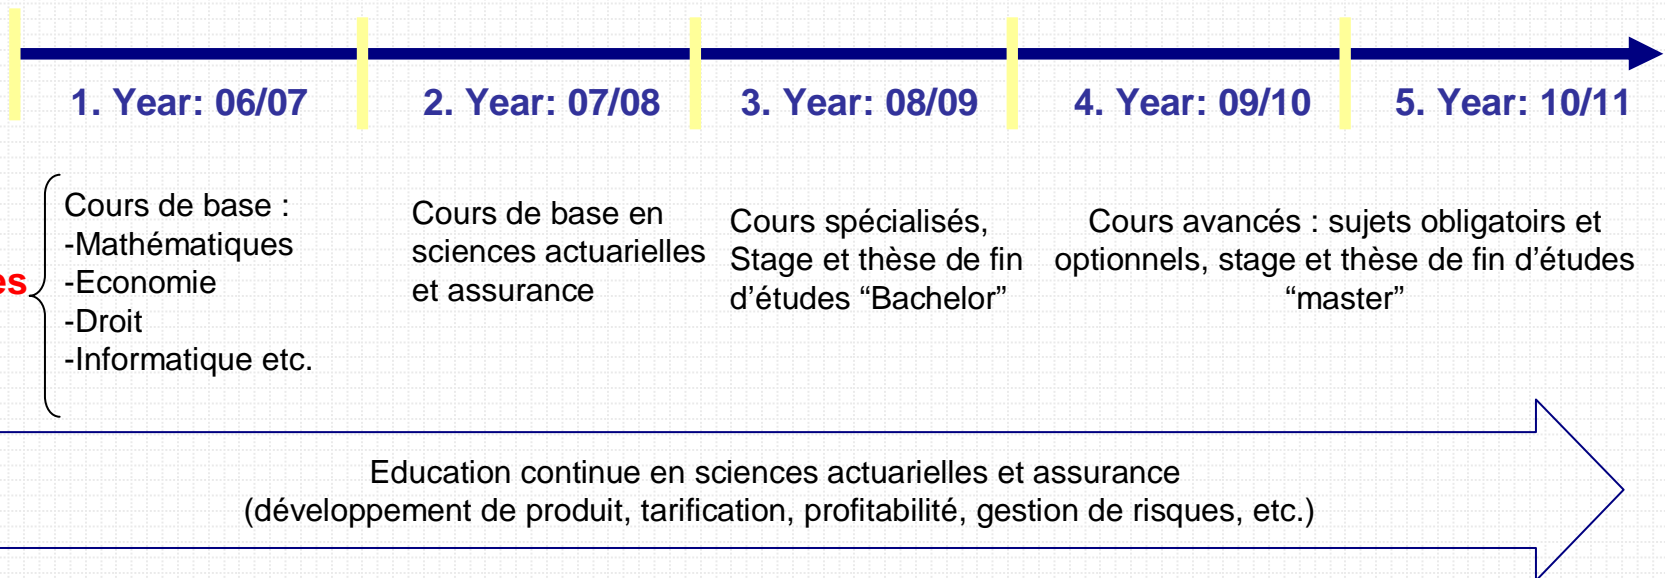 1. Year: 06/07
2. Year: 07/08
3. Year: 08/09
4. Year: 09/10
5. Year: 10/11
es
Cours de base :
-Mathématiques
-Economie
-Droit
-Informatique etc.
Cours de base en
sciences actuarielles
et assurance
Cours spécialisés,
Stage et thèse de fin
d’études “Bachelor”
Cours avancés : sujets obligatoirs et
optionnels, stage et thèse de fin d’études
“master”
Education continue en sciences actuarielles et assurance
(développement de produit, tarification, profitabilité, gestion de risques, etc.)